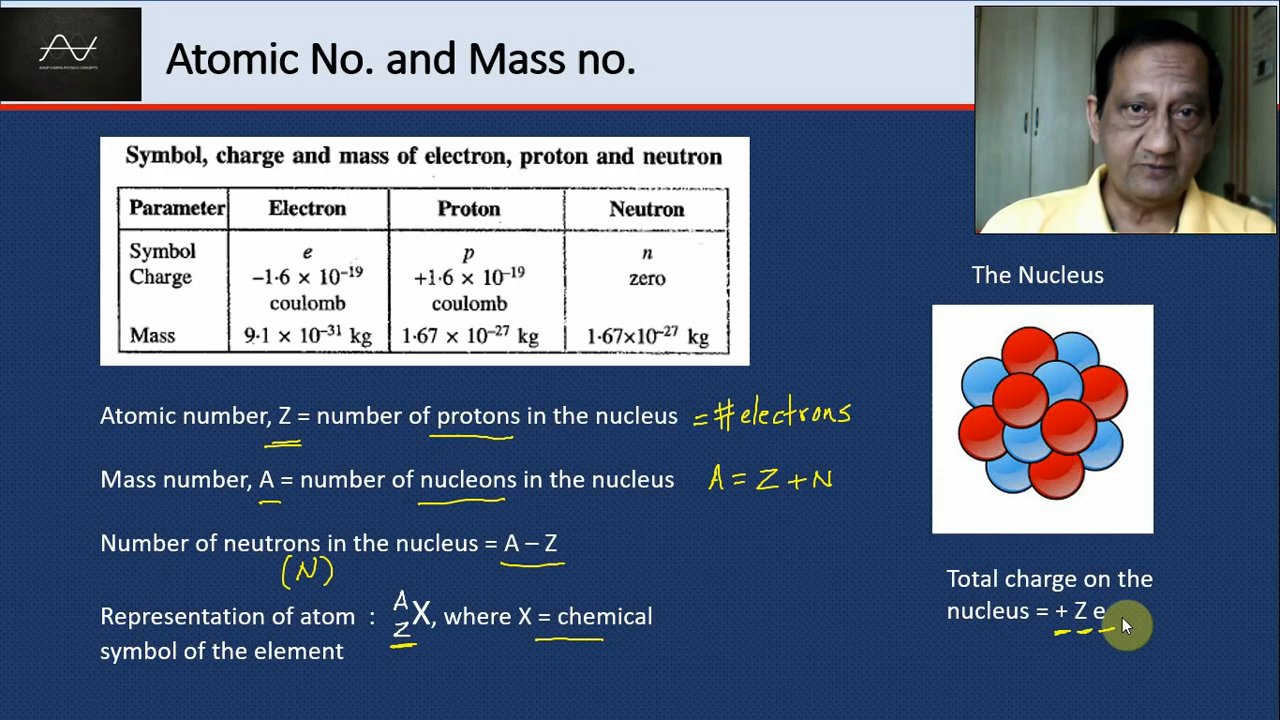 Atomic No. and Mass no.
Symbol, charge and mass of electron, proton and neutron
Parameter Electron Proton Neutron
Symbol e p n
Charge −1·6 × 10⁻¹⁹ +1·6 × 10⁻¹⁹ zero
coulomb coulomb
Mass 9·1 × 10⁻³¹ kg 1·67 × 10⁻²⁷ kg 1·67×10⁻²⁷ kg
Atomic number, Z = number of protons in the nucleus = #electrons
Mass number, A = number of nucleons in the nucleus A = Z + N
Number of neutrons in the nucleus = A – Z
(N)
Representation of atom : A Z X, where X = chemical
symbol of the element
The Nucleus
Total charge on the
nucleus = + Z e